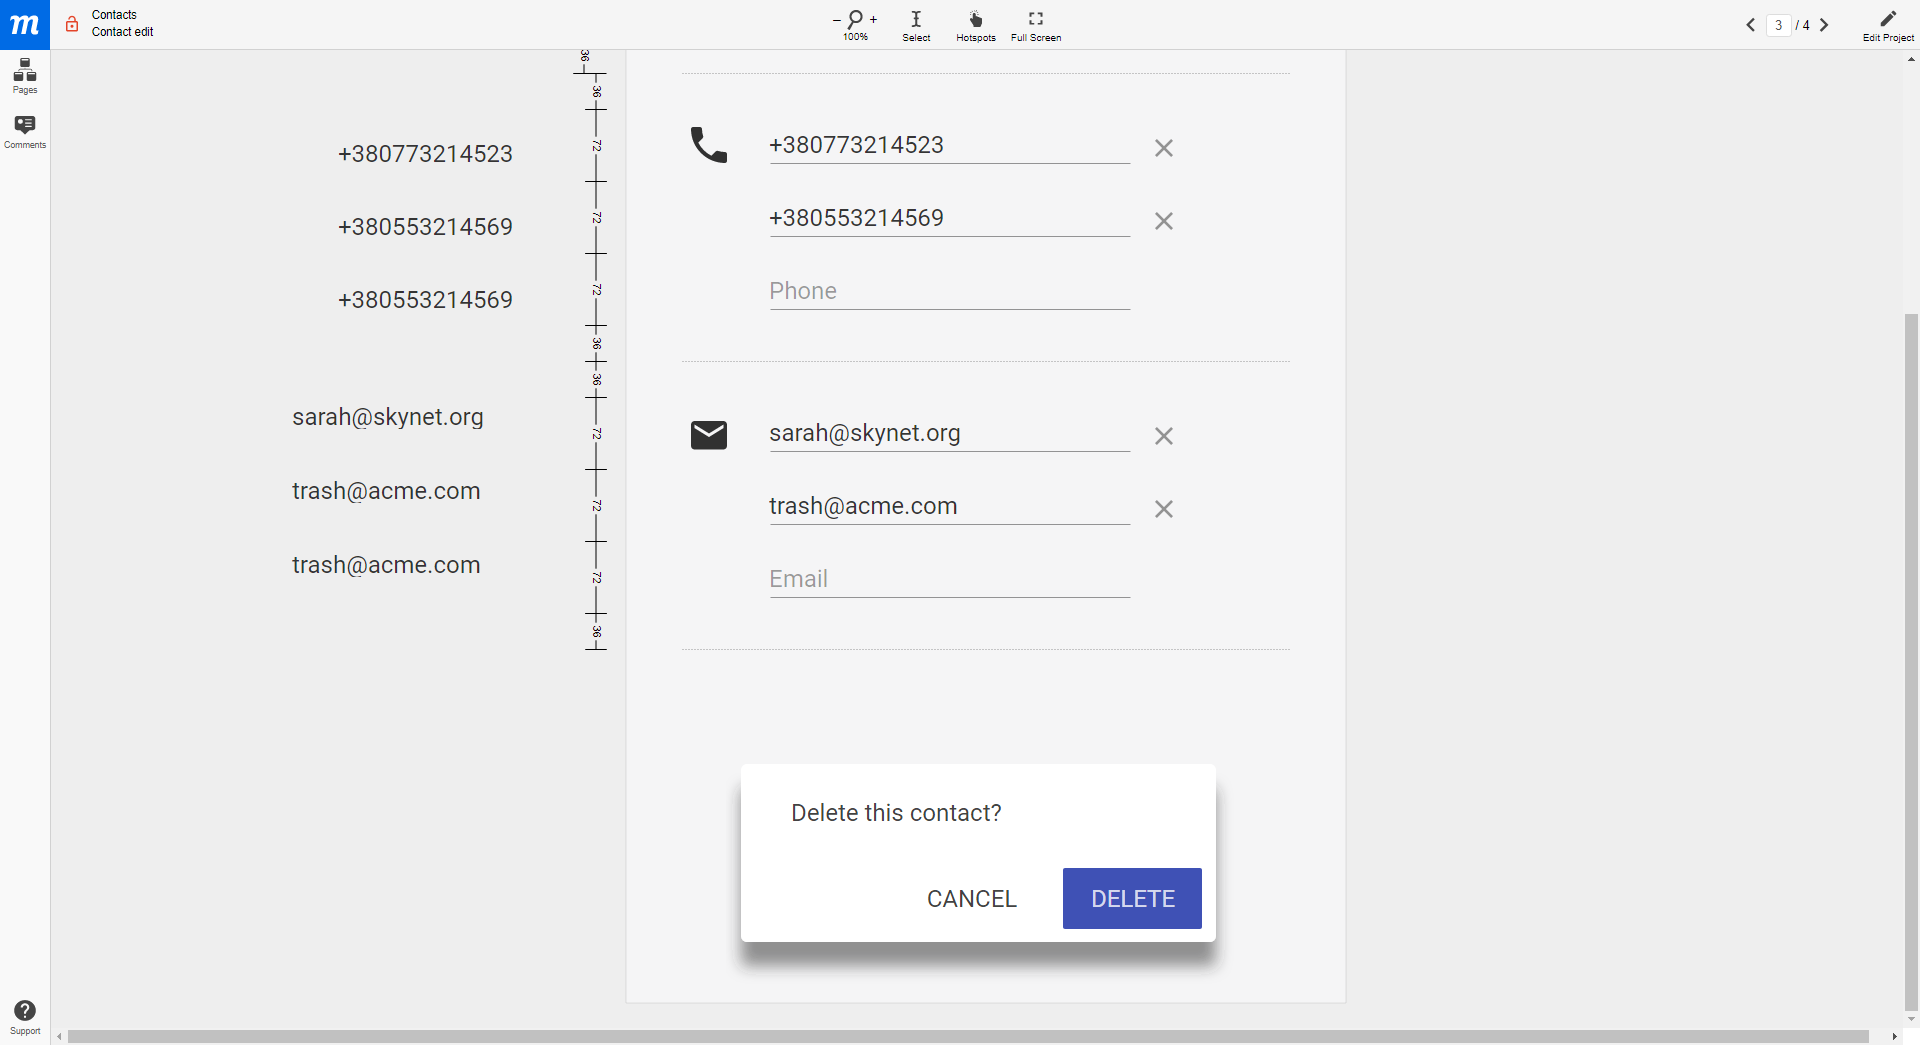 m
Contacts
Contact edit
– +
100%
Select
Hotspots
Full Screen
3 / 4
Edit Project
Pages
Comments
Support
36
36
72
72
72
36
36
72
72
72
36
+380773214523
+380553214569
+380553214569
sarah@skynet.org
trash@acme.com
trash@acme.com
+380773214523
+380553214569
Phone
sarah@skynet.org
trash@acme.com
Email
Delete this contact?
CANCEL DELETE